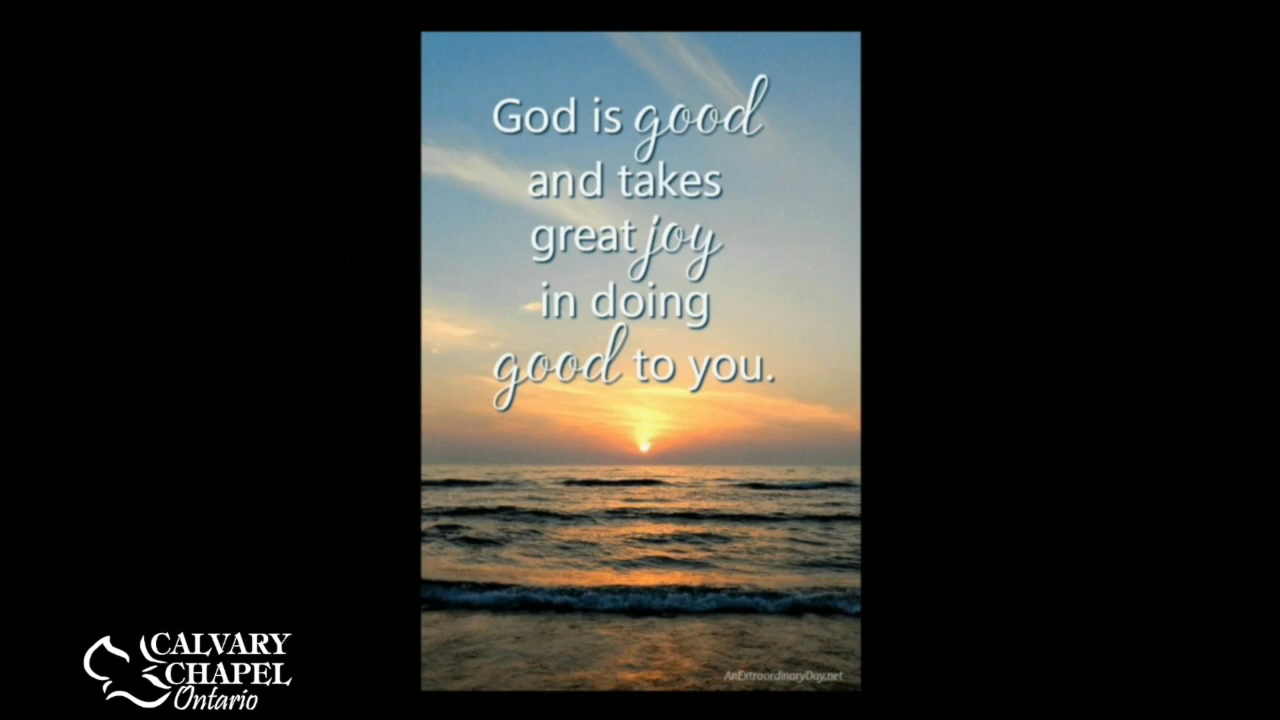 God is good
and takes
great joy
in doing
good to you.
AnExtraordinaryDay.net
CALVARY
CHAPEL
Ontario